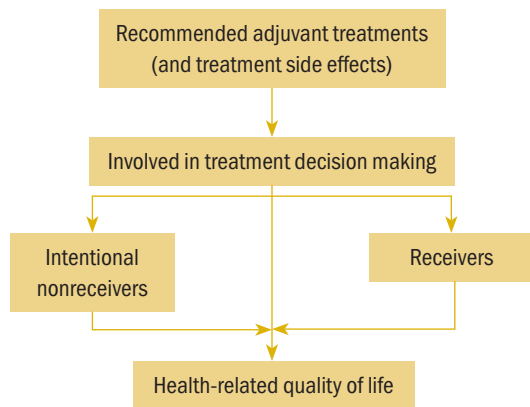 Recommended adjuvant treatments
(and treatment side effects)
Involved in treatment decision making
Intentional
nonreceivers
Receivers
Health-related quality of life